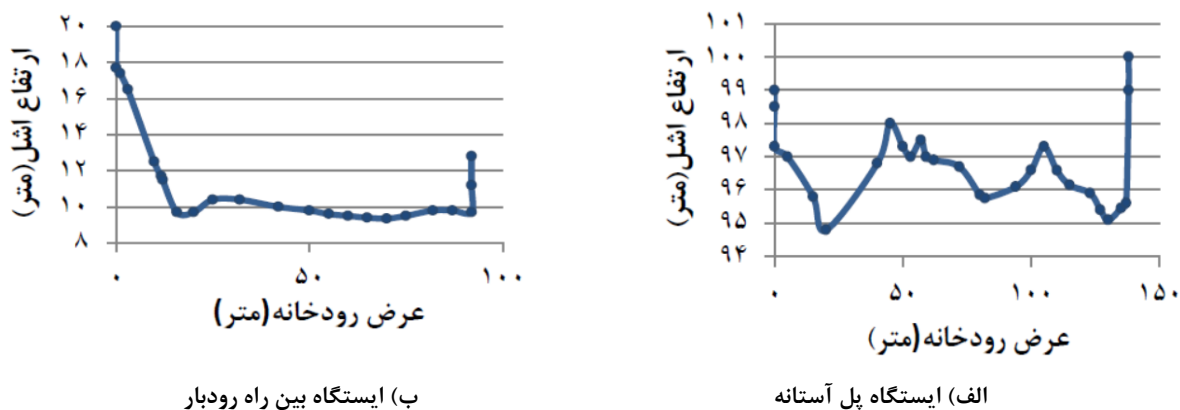 ۲۰
۱۸
۱۶
۱۴
۱۲
۱۰
۸
ارتفاع اشل(متر)
۰ ۵۰ ۱۰۰
عرض رودخانه(متر)
ب) ایستگاه بین راه رودبار
۱۰۱
۱۰۰
۹۹
۹۸
۹۷
۹۶
۹۵
۹۴
ارتفاع اشل(متر)
۰ ۵۰ ۱۰۰ ۱۵۰
عرض رودخانه(متر)
الف) ایستگاه پل آستانه